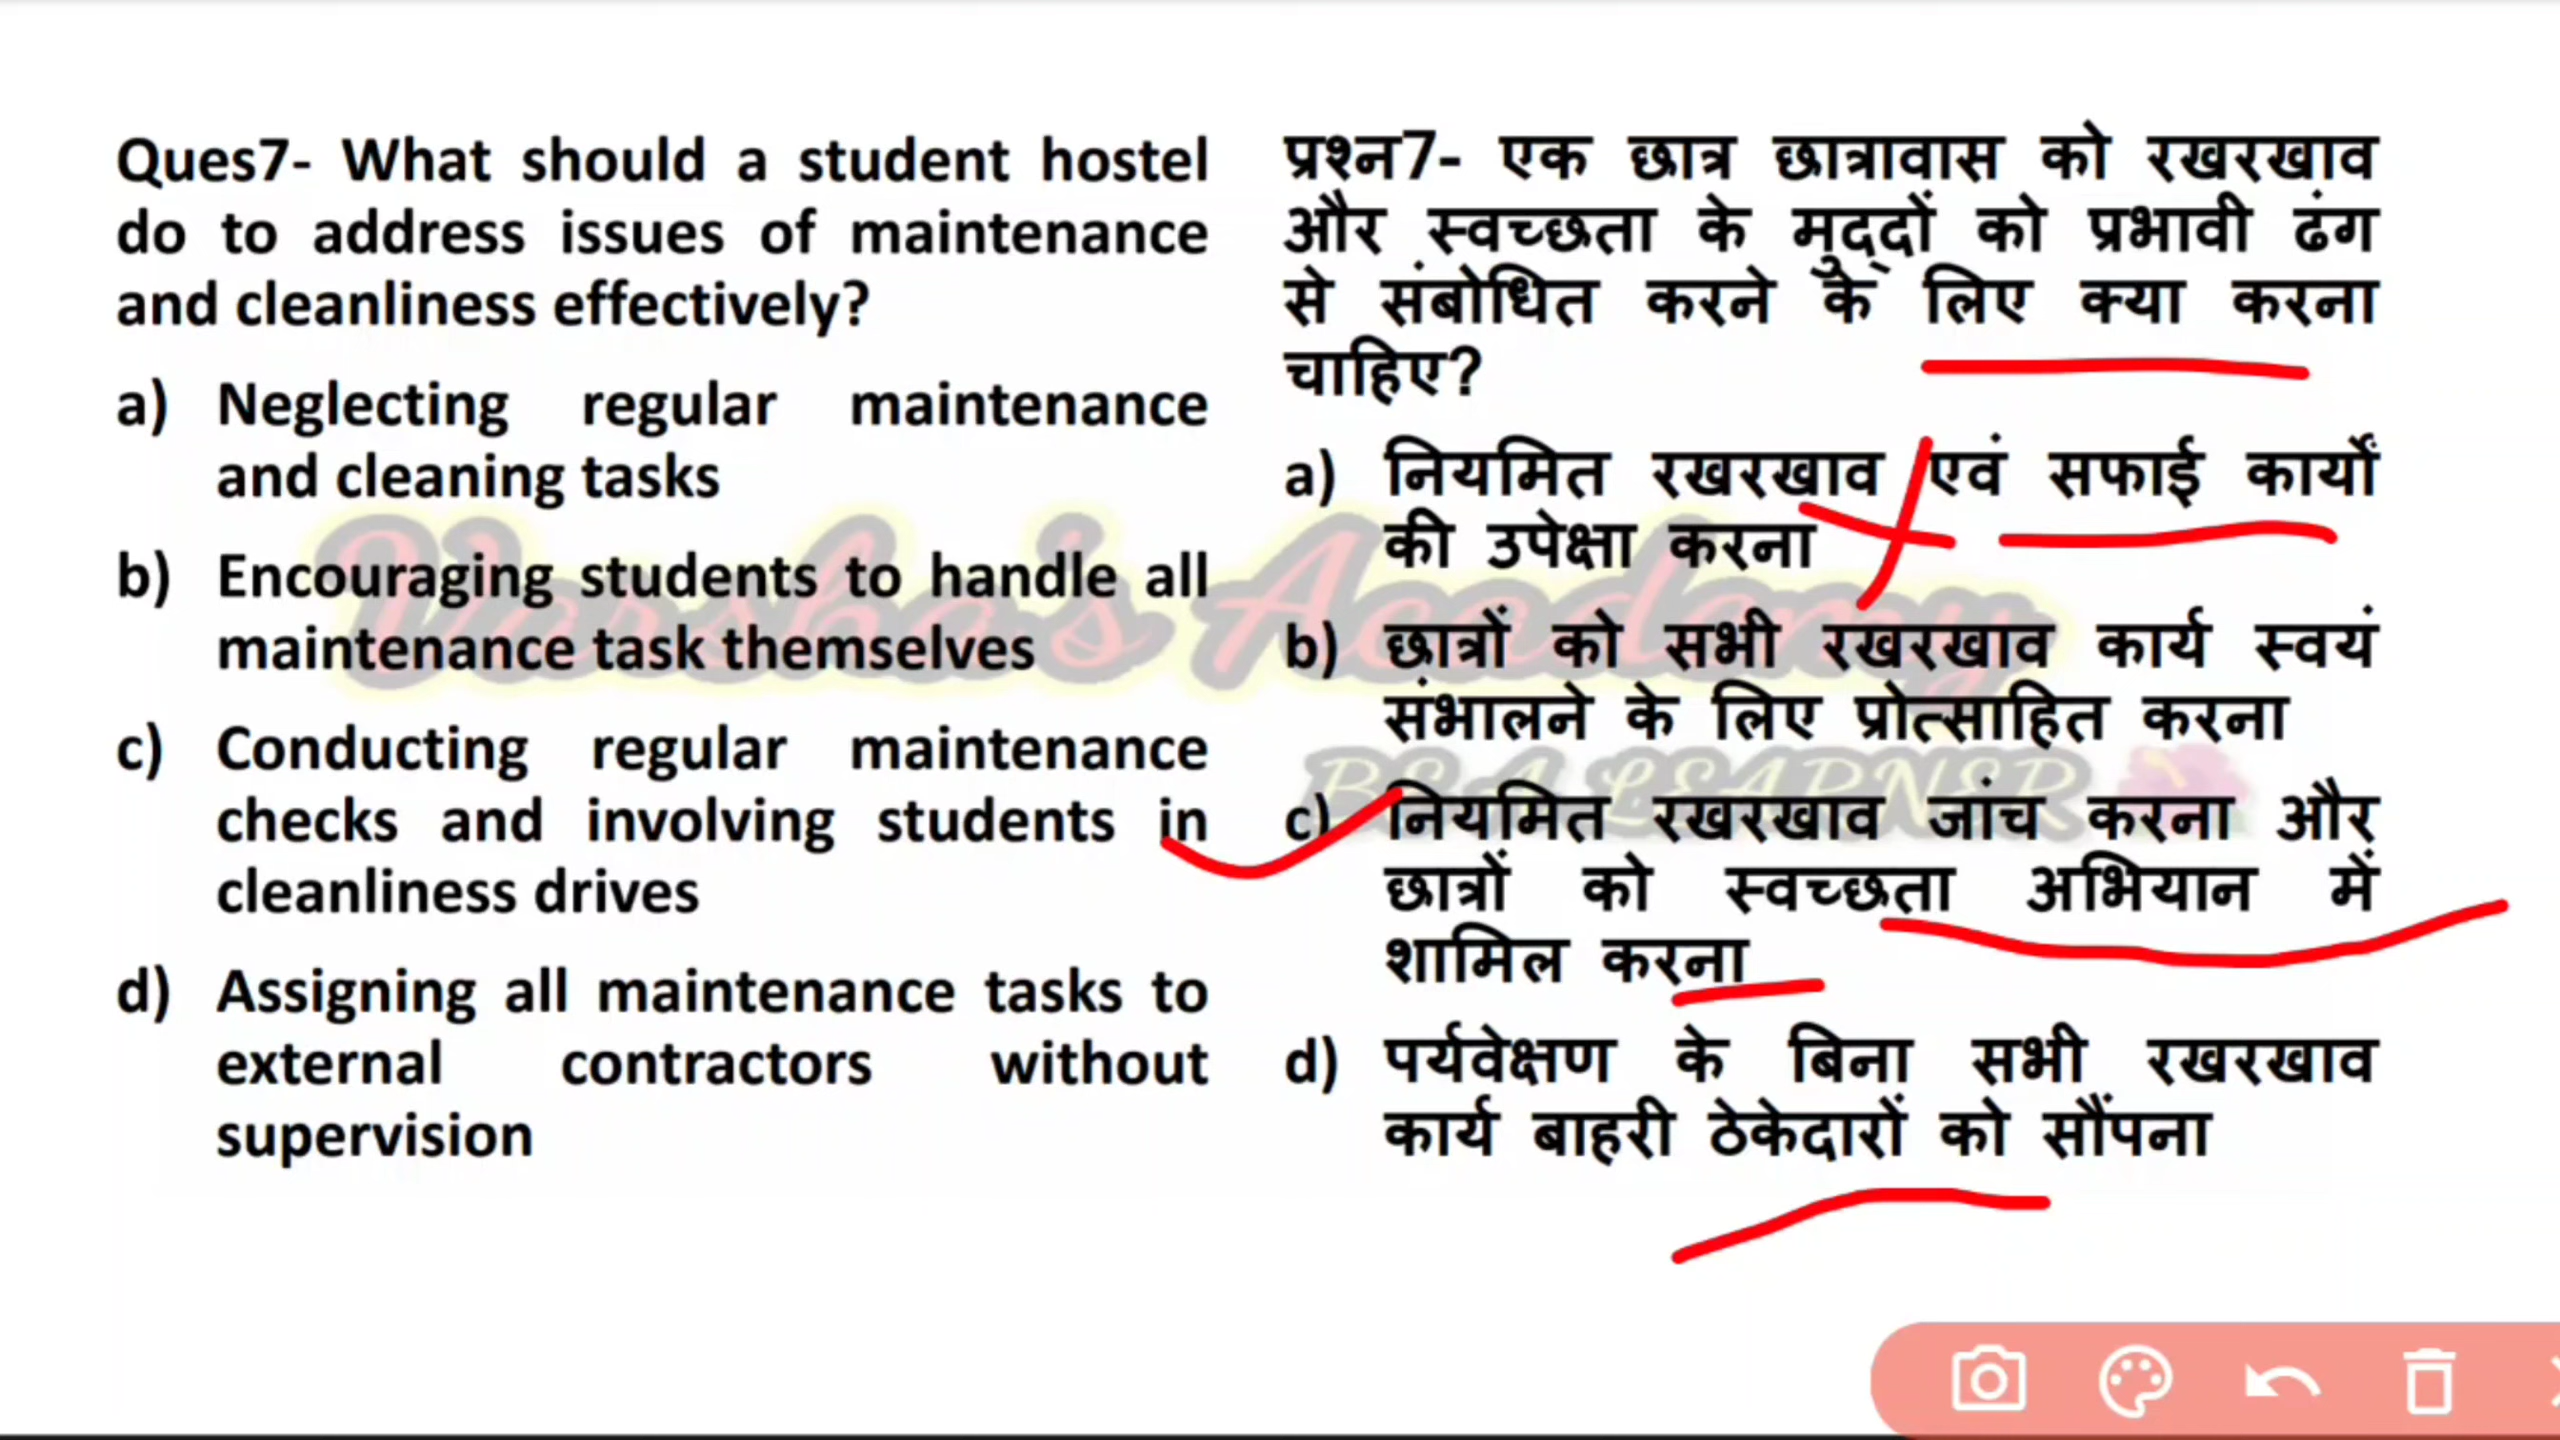 Ques7- What should a student hostel
do to address issues of maintenance
and cleanliness effectively?
a) Neglecting regular maintenance
and cleaning tasks
b) Encouraging students to handle all
maintenance task themselves
c) Conducting regular maintenance
checks and involving students in
cleanliness drives
d) Assigning all maintenance tasks to
external contractors without
supervision
प्रश्न7- एक छात्र छात्रावास को रखरखाव
और स्वच्छता के मुद्दों को प्रभावी ढंग
से संबोधित करने के लिए क्या करना
चाहिए?
a) नियमित रखरखाव एवं सफाई कार्यों
की उपेक्षा करना
b) छात्रों को सभी रखरखाव कार्य स्वयं
संभालने के लिए प्रोत्साहित करना
c) नियमित रखरखाव जांच करना और
छात्रों को स्वच्छता अभियान में
शामिल करना
d) पर्यवेक्षण के बिना सभी रखरखाव
कार्य बाहरी ठेकेदारों को सौंपना
Varsha's Academy
BE A LEARNER